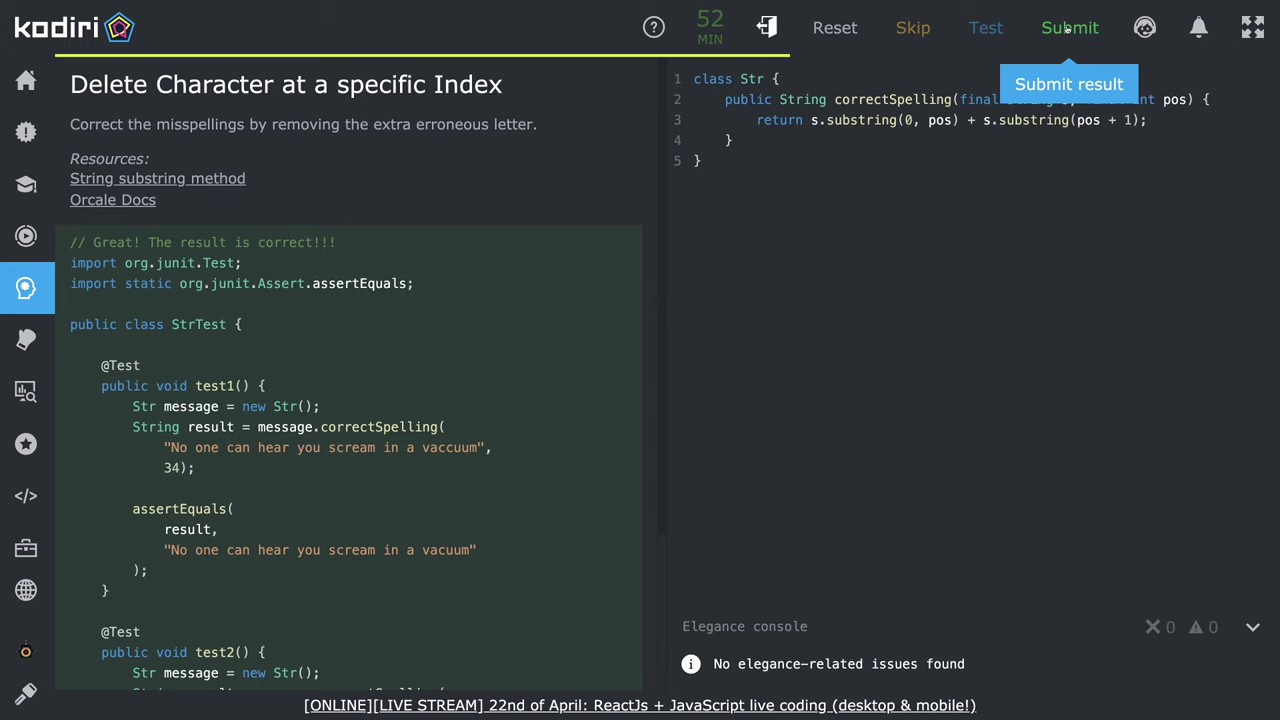 kodiri
52
MIN
Reset
Skip
Test
Submit
Submit result
Delete Character at a specific Index
Correct the misspellings by removing the extra erroneous letter.
Resources:
String substring method
Orcale Docs
// Great! The result is correct!!!
import org.junit.Test;
import static org.junit.Assert.assertEquals;
public class StrTest {
@Test
public void test1() {
Str message = new Str();
String result = message.correctSpelling(
"No one can hear you scream in a vaccuum",
34);
assertEquals(
result,
"No one can hear you scream in a vacuum"
);
}
@Test
public void test2() {
Str message = new Str();
1 class Str {
2 public String correctSpelling(final pos) {
3 return s.substring(0, pos) + s.substring(pos + 1);
4 }
5 }
Elegance console
0
0
No elegance-related issues found
[ONLINE][LIVE STREAM] 22nd of April: ReactJs + JavaScript live coding (desktop & mobile!)